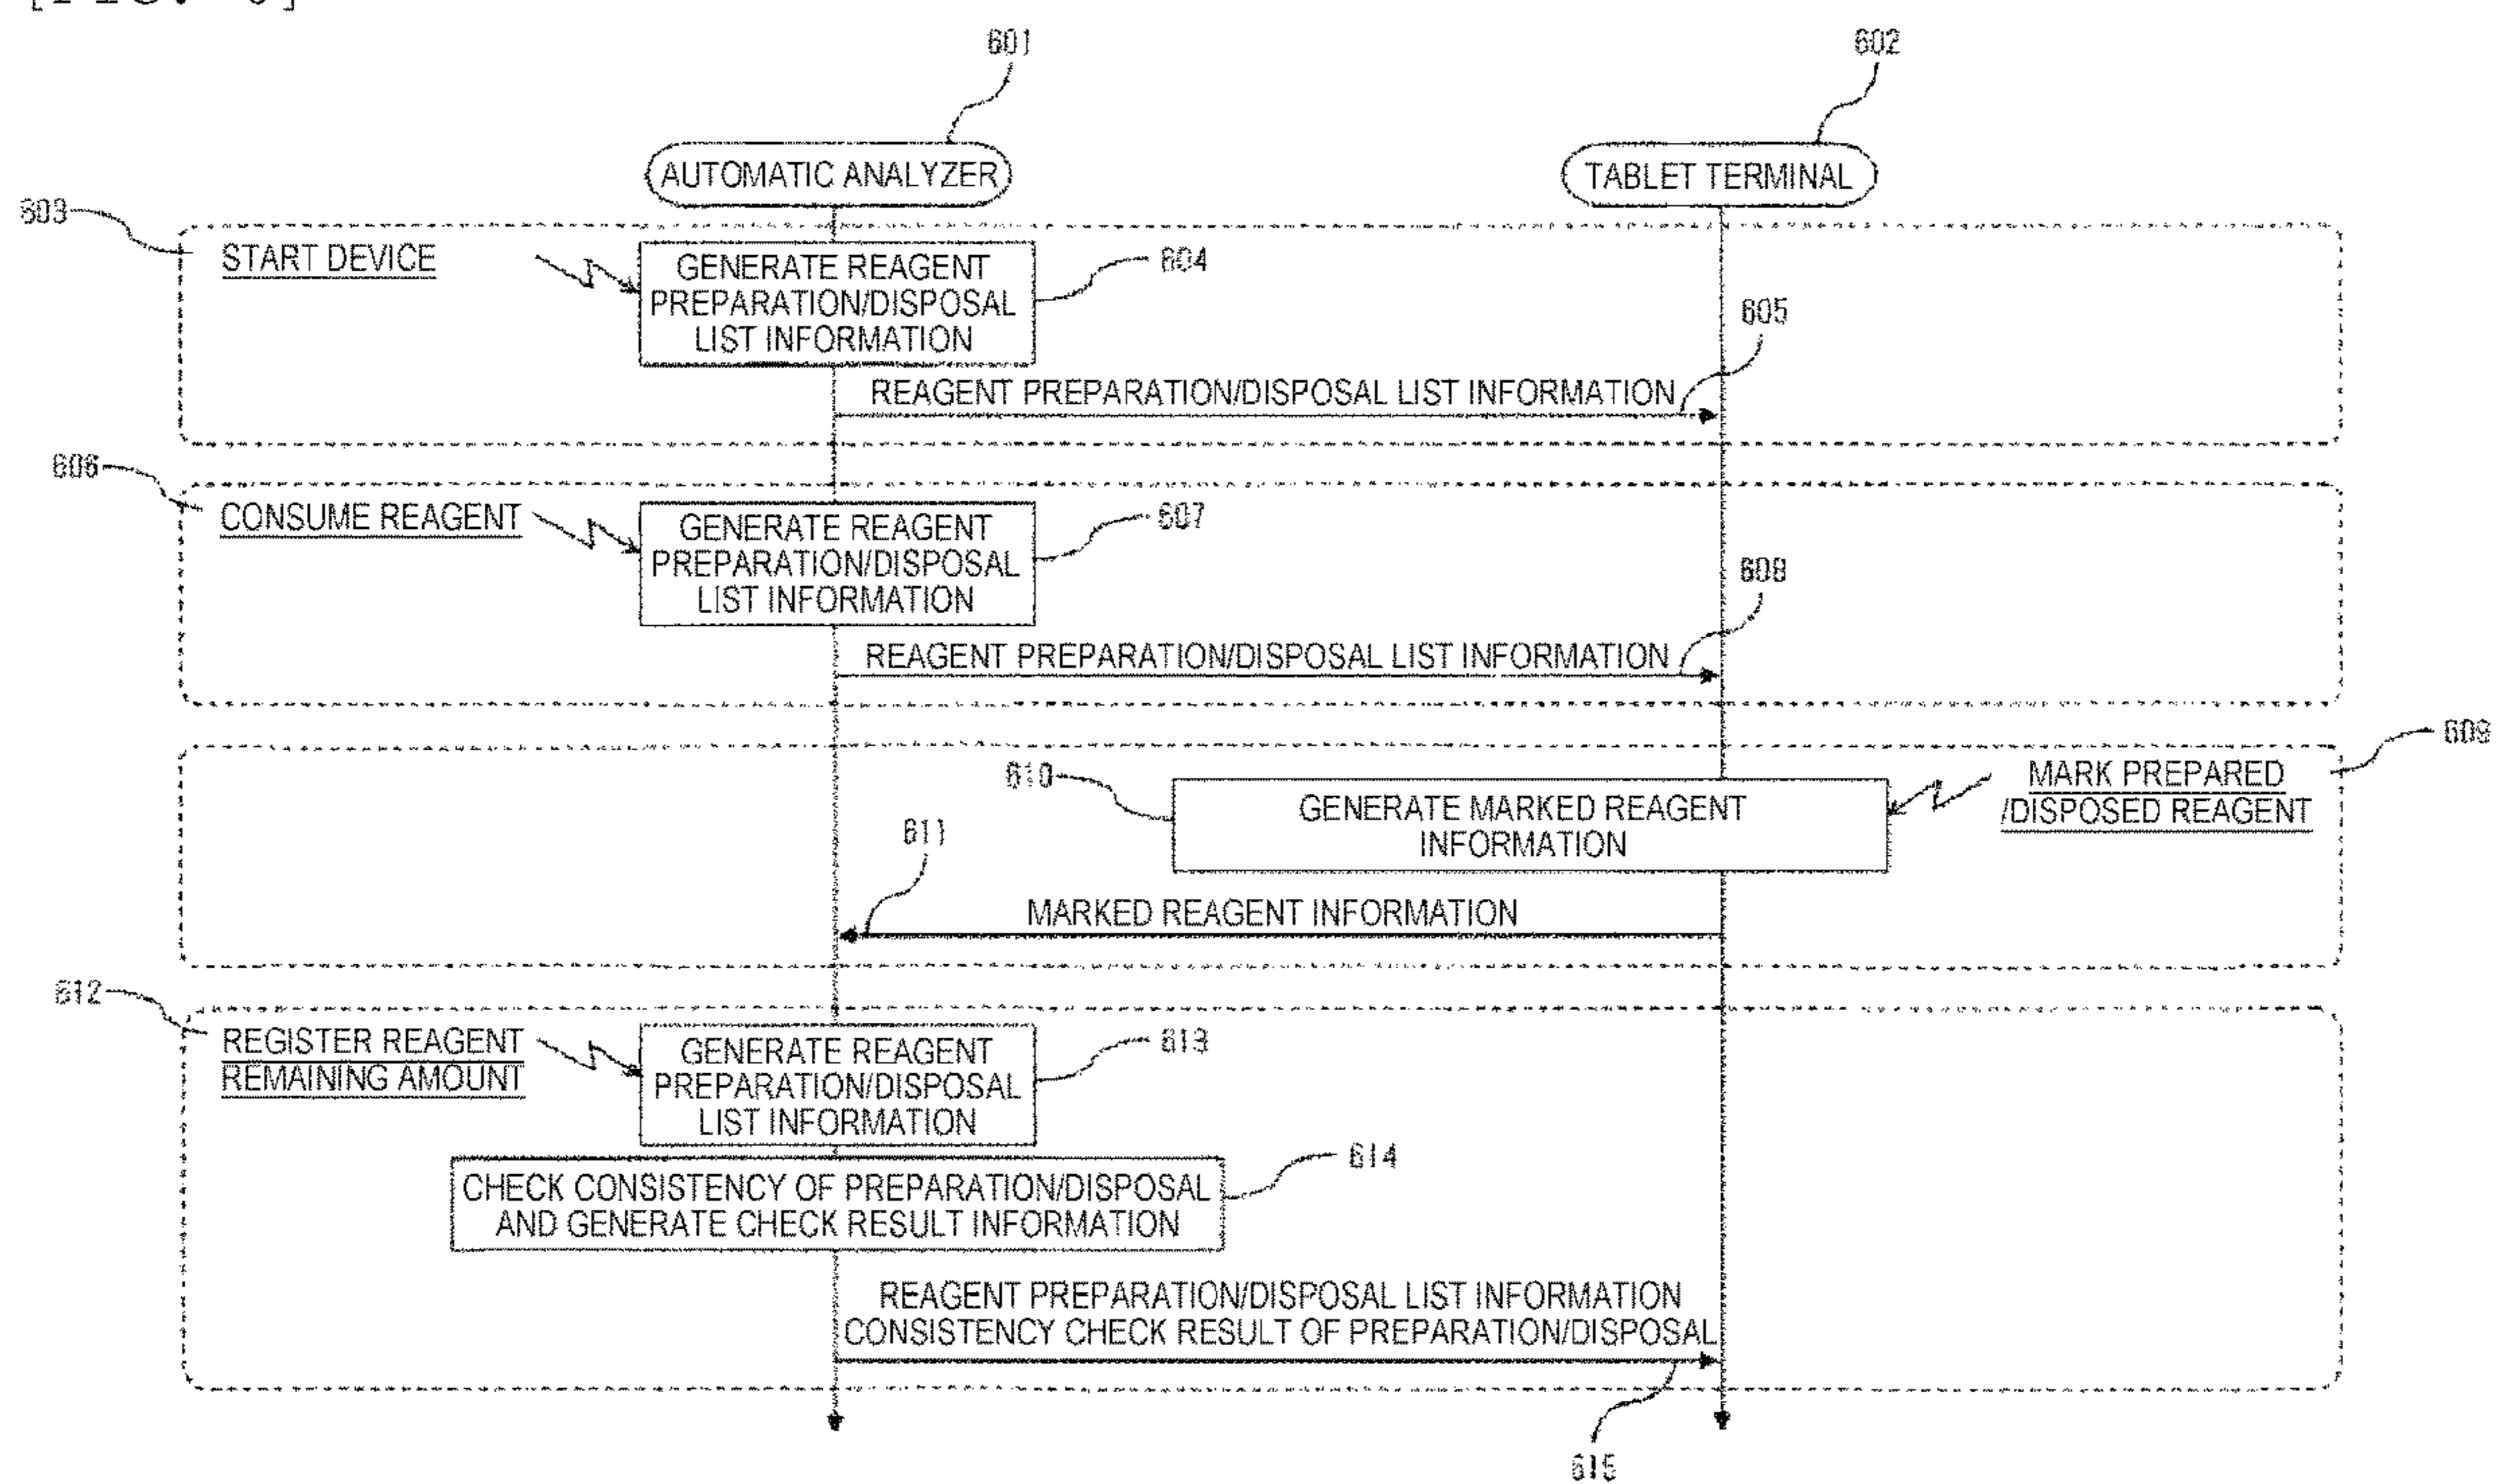 601
602
AUTOMATIC ANALYZER
TABLET TERMINAL
603
START DEVICE
GENERATE REAGENT
PREPARATION/DISPOSAL
LIST INFORMATION
604
605
REAGENT PREPARATION/DISPOSAL LIST INFORMATION
606
CONSUME REAGENT
GENERATE REAGENT
PREPARATION/DISPOSAL
LIST INFORMATION
607
608
REAGENT PREPARATION/DISPOSAL LIST INFORMATION
609
610
GENERATE MARKED REAGENT
INFORMATION
MARK PREPARED
/DISPOSED REAGENT
611
MARKED REAGENT INFORMATION
612
REGISTER REAGENT
REMAINING AMOUNT
GENERATE REAGENT
PREPARATION/DISPOSAL
LIST INFORMATION
613
614
CHECK CONSISTENCY OF PREPARATION/DISPOSAL
AND GENERATE CHECK RESULT INFORMATION
REAGENT PREPARATION/DISPOSAL LIST INFORMATION
CONSISTENCY CHECK RESULT OF PREPARATION/DISPOSAL
615